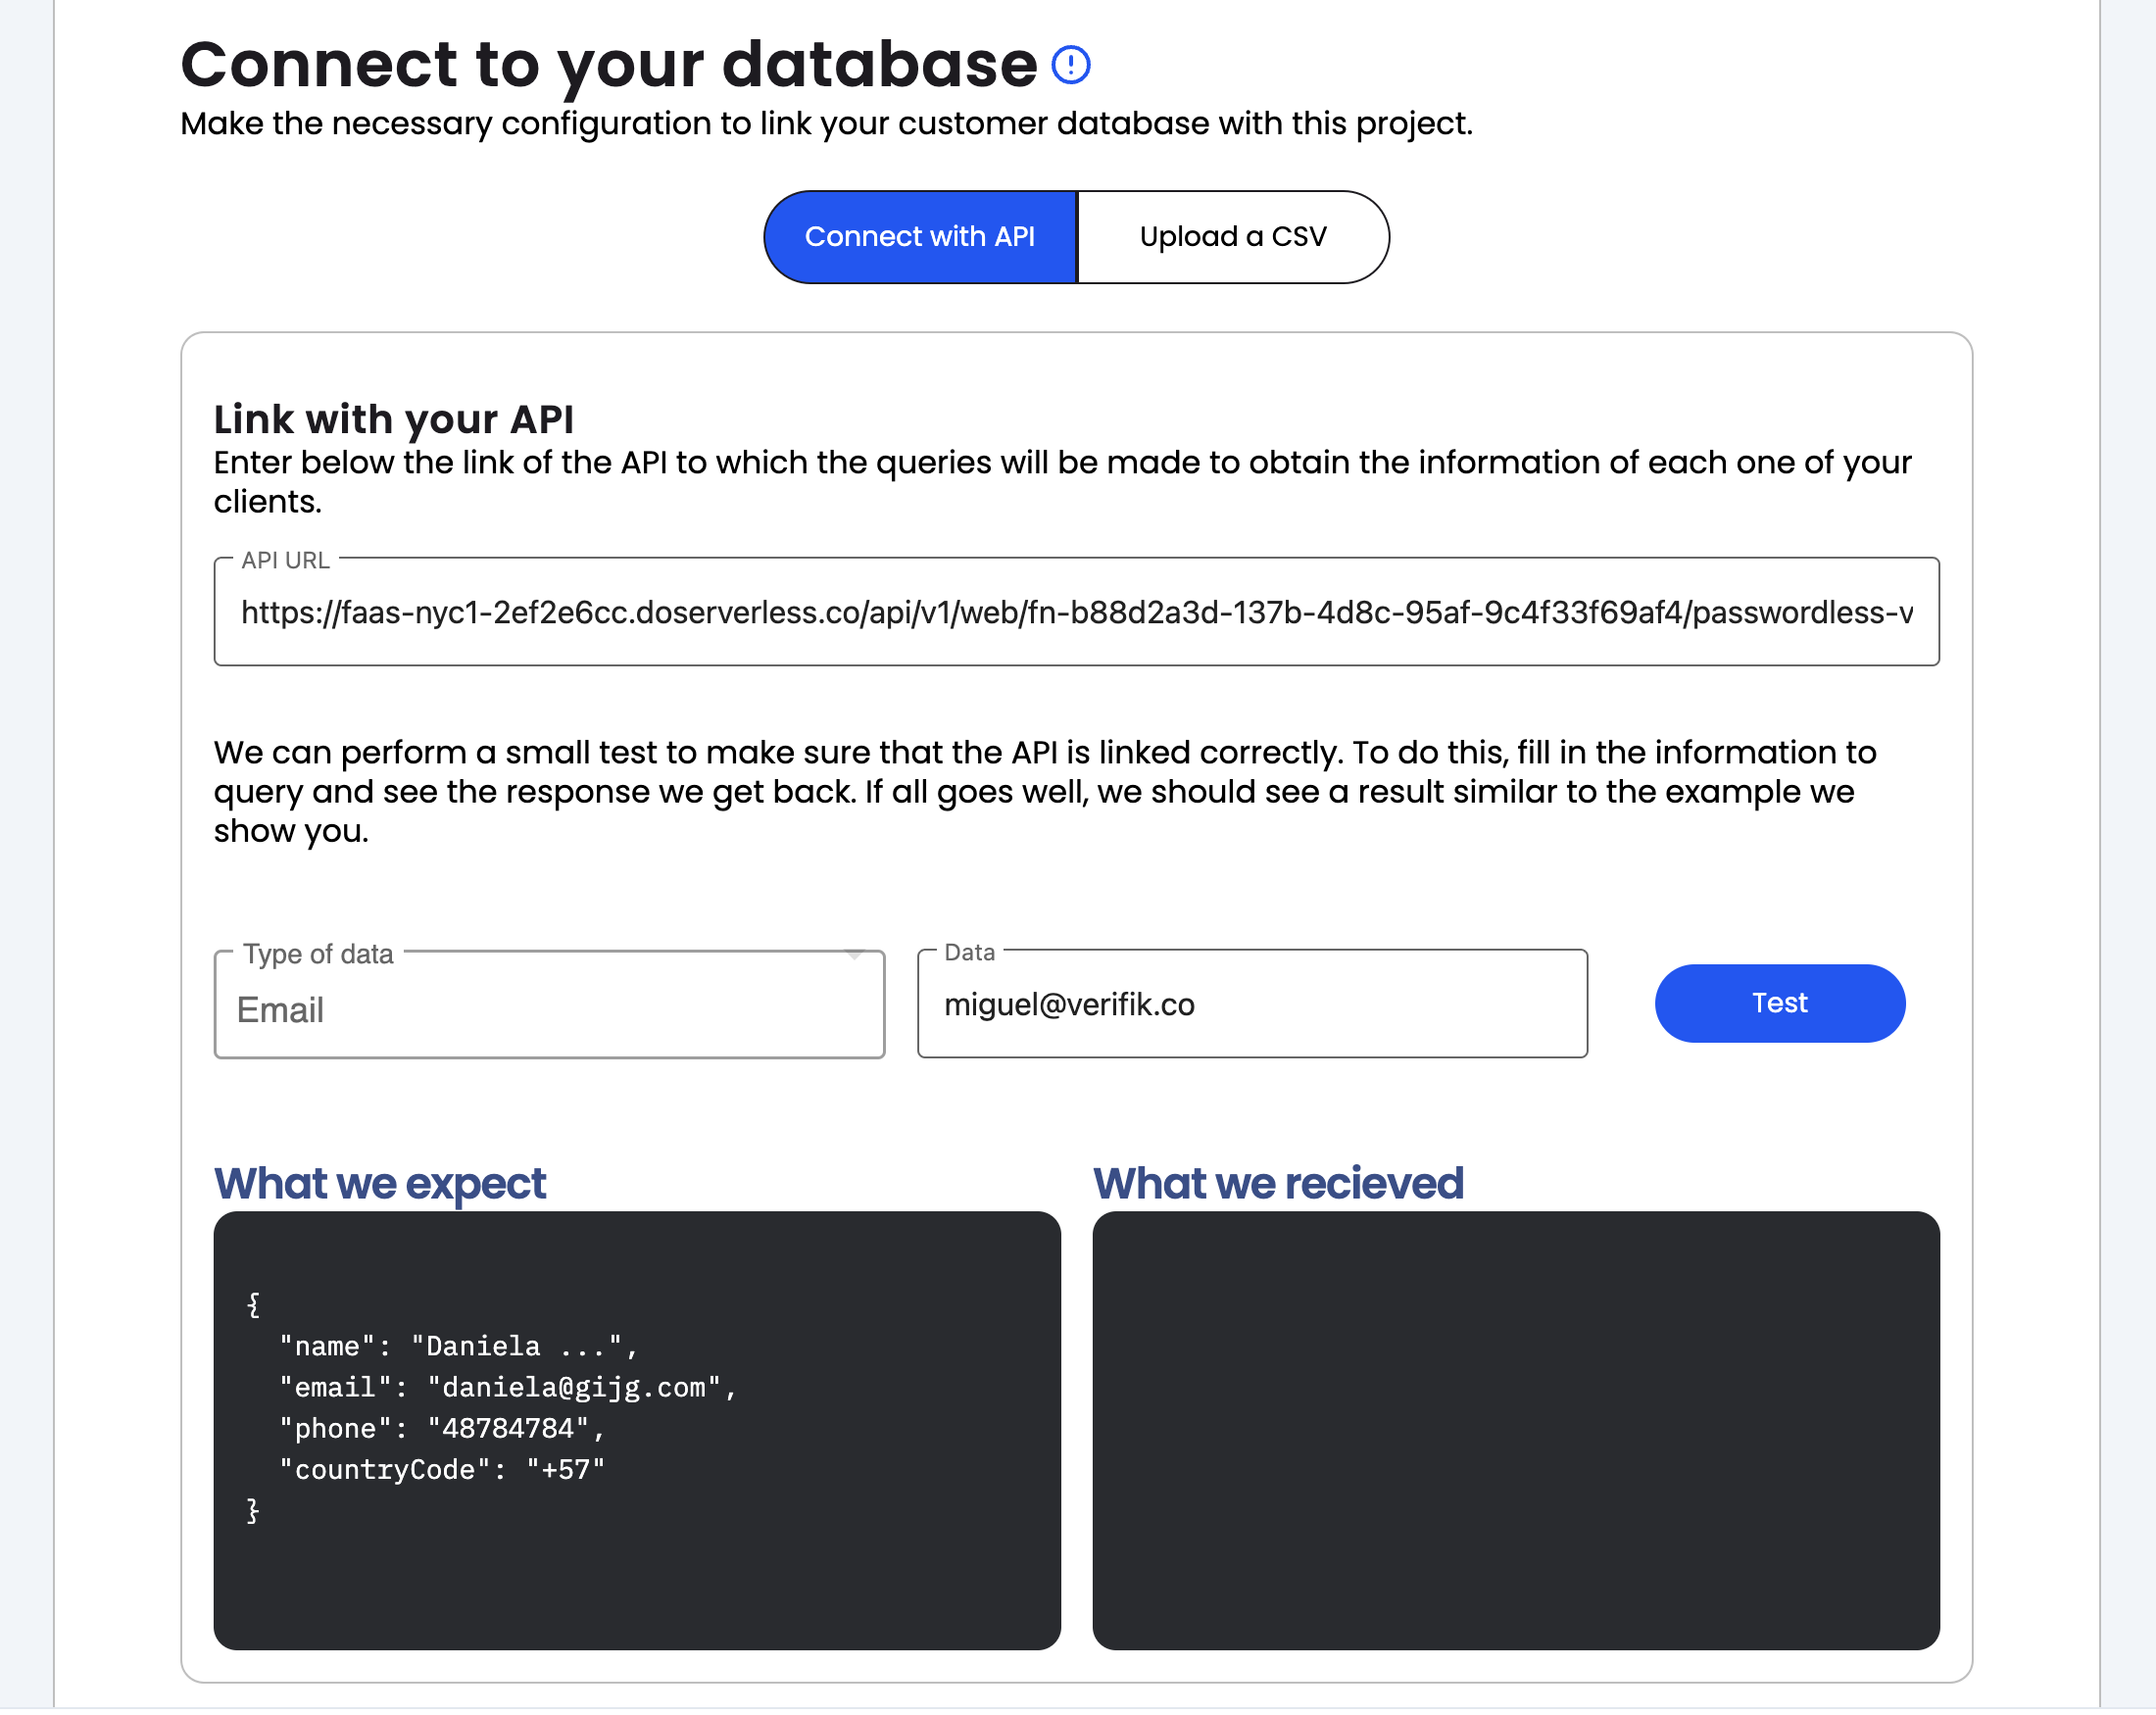 Connect to your database
Make the necessary configuration to link your customer database with this project.
Connect with API
Upload a CSV
Link with your API
Enter below the link of the API to which the queries will be made to obtain the information of each one of your
clients.
API URL
https://faas-nyc1-2ef2e6cc.doserverless.co/api/v1/web/fn-b88d2a3d-137b-4d8c-95af-9c4f33f69af4/passwordless-v
We can perform a small test to make sure that the API is linked correctly. To do this, fill in the information to
query and see the response we get back. If all goes well, we should see a result similar to the example we
show you.
Type of data
Email
Data
miguel@verifik.co
Test
What we expect
{
  "name": "Daniela ...",
  "email": "daniela@gijg.com",
  "phone": "48784784",
  "countryCode": "+57"
}
What we recieved